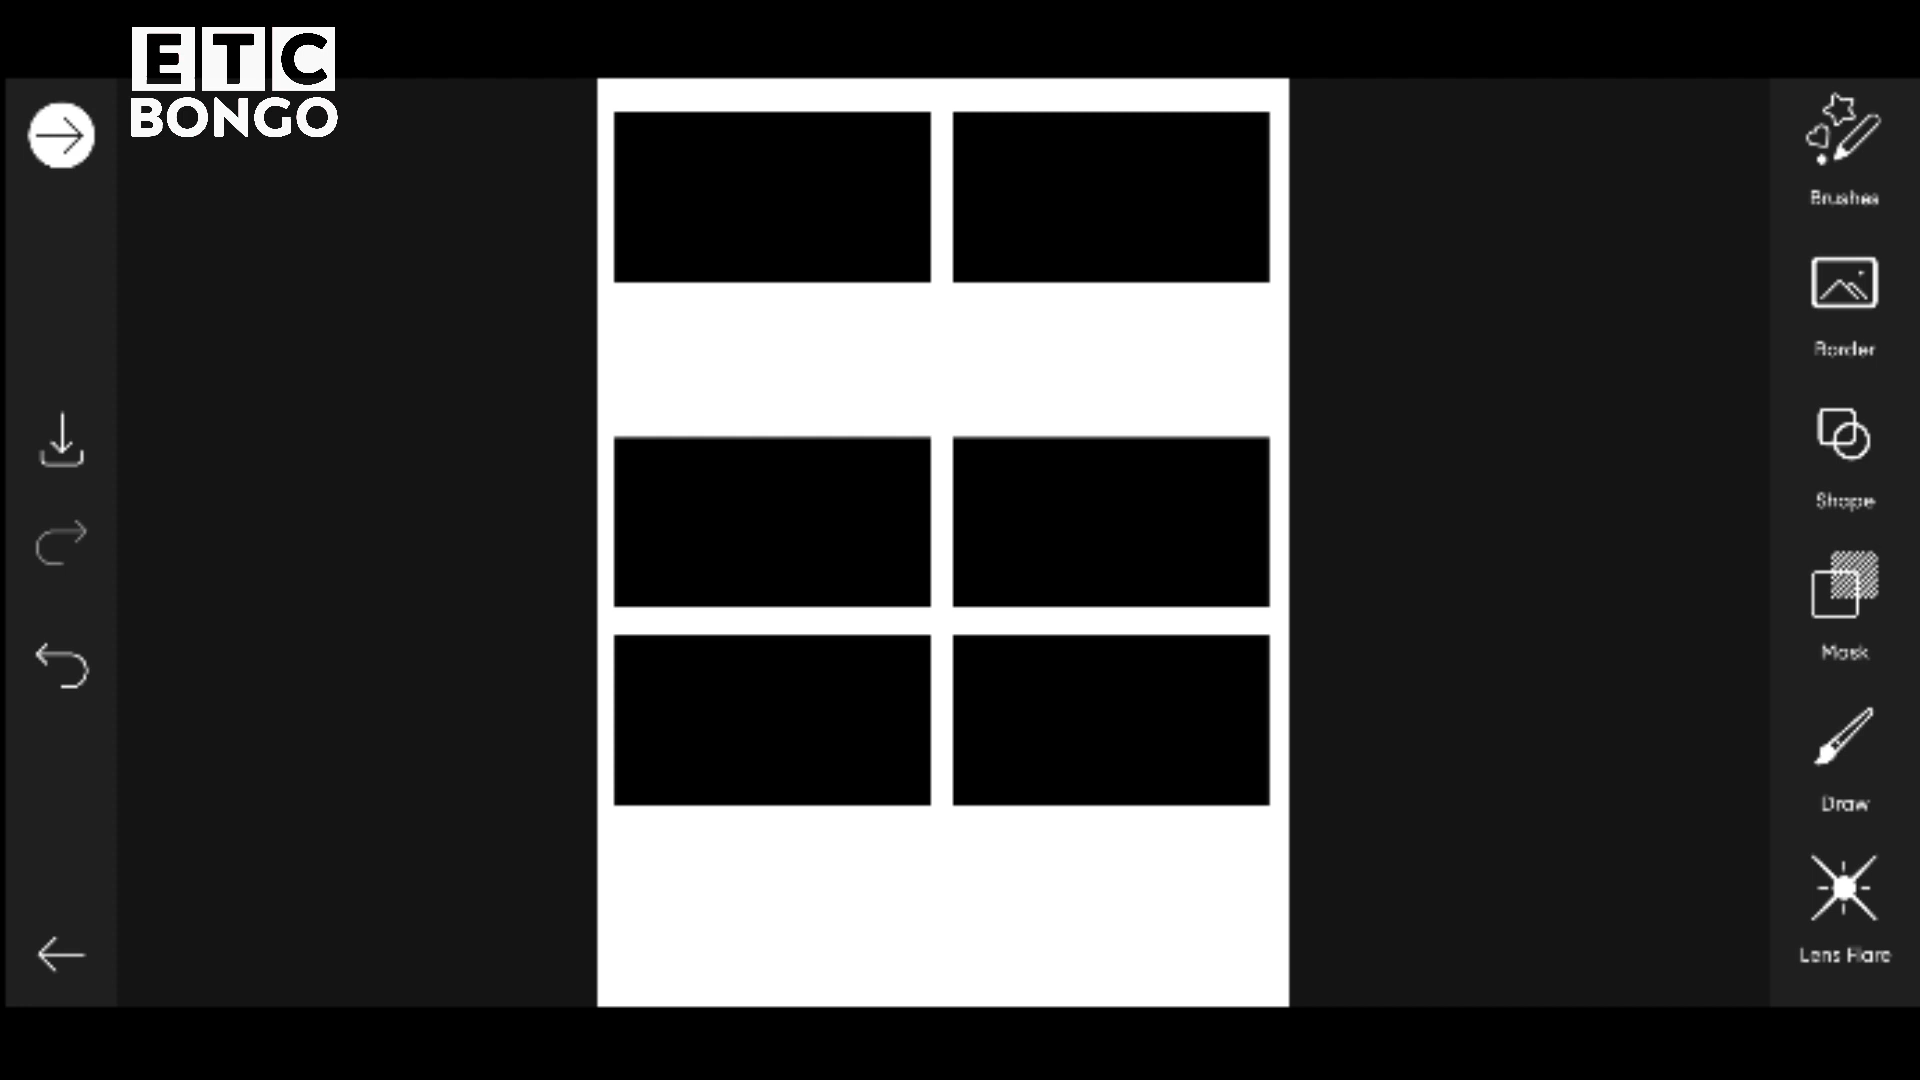 ETC
BONGO
Brushes
Border
Shape
Mask
Draw
Lens Flare